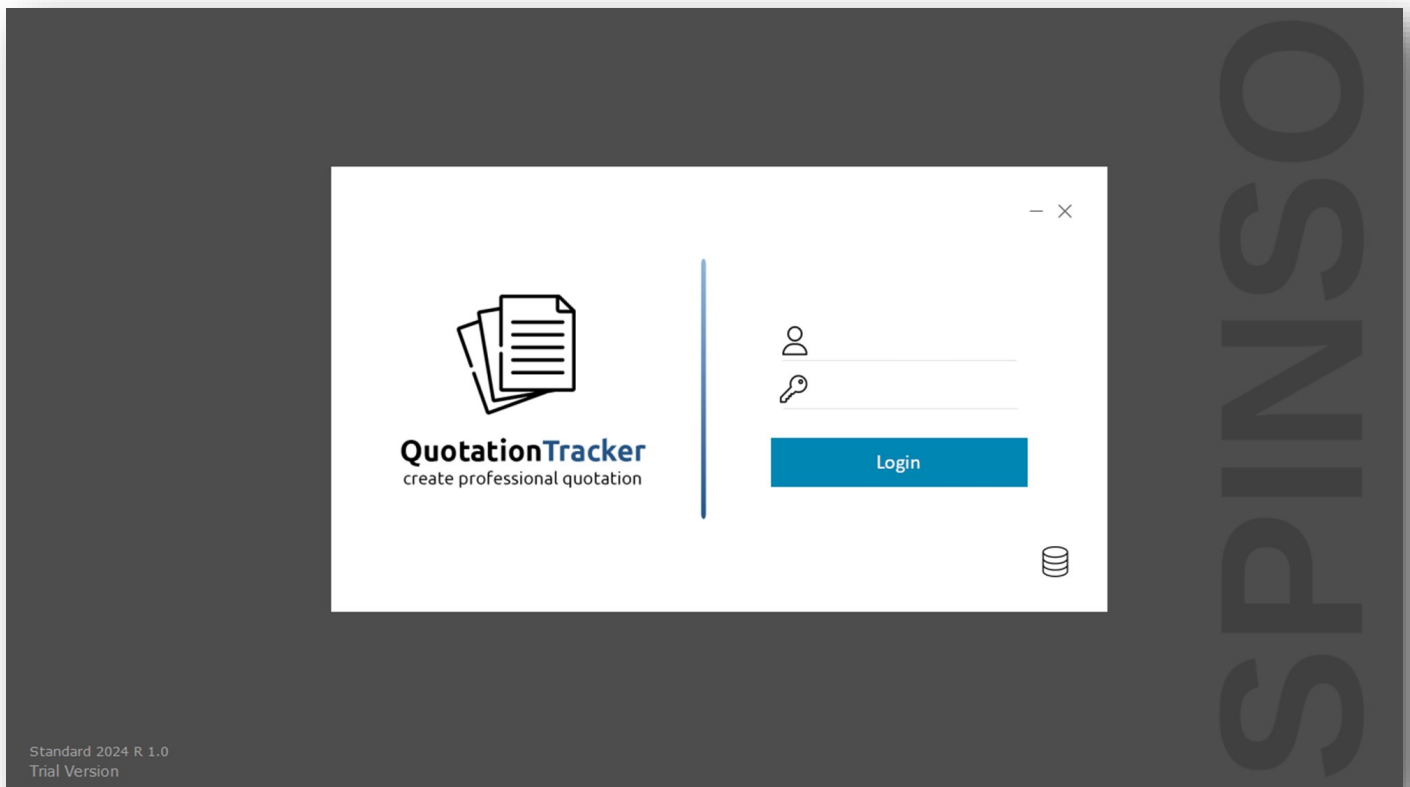 QuotationTracker
create professional quotation
Login
SPINSO
Standard 2024 R 1.0
Trial Version